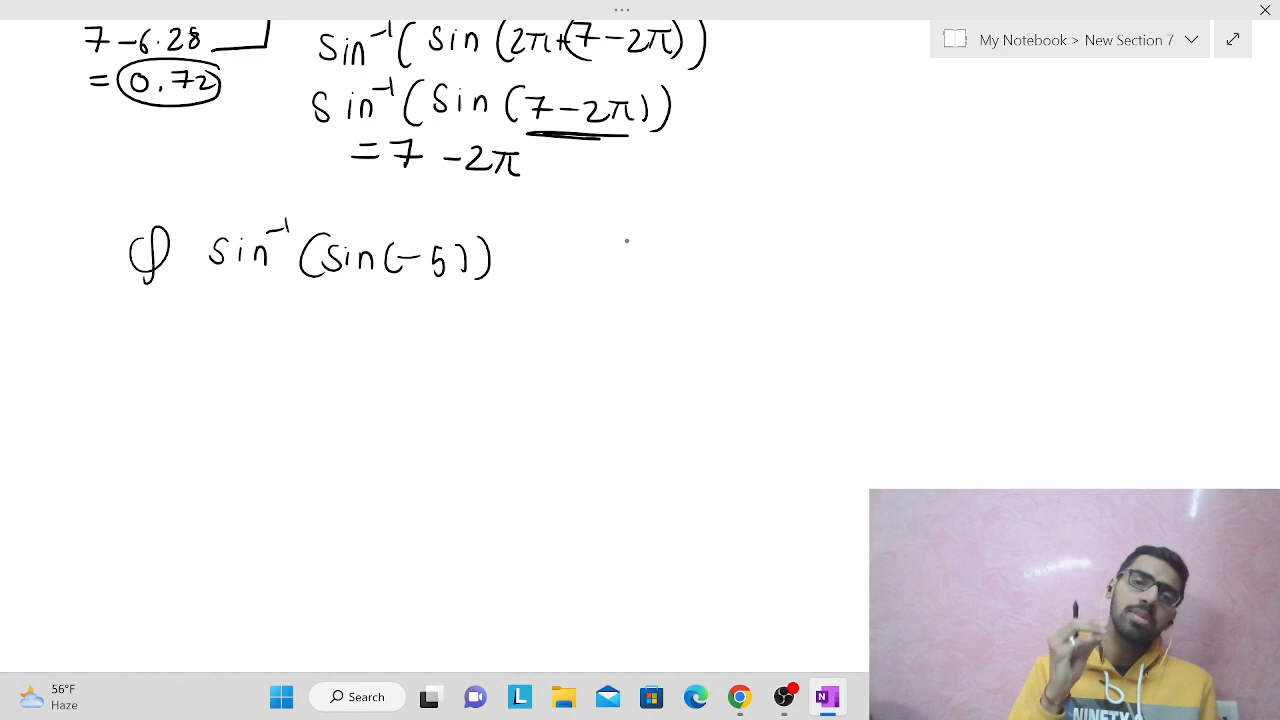 7 - 6.28
= 0.72
sin⁻¹(sin(2π+(7-2π))
sin⁻¹(sin(7-2π))
= 7 - 2π
sin⁻¹(sin(-5))
My Notebook > New Section 7
NINETY
56°F
Haze
Search